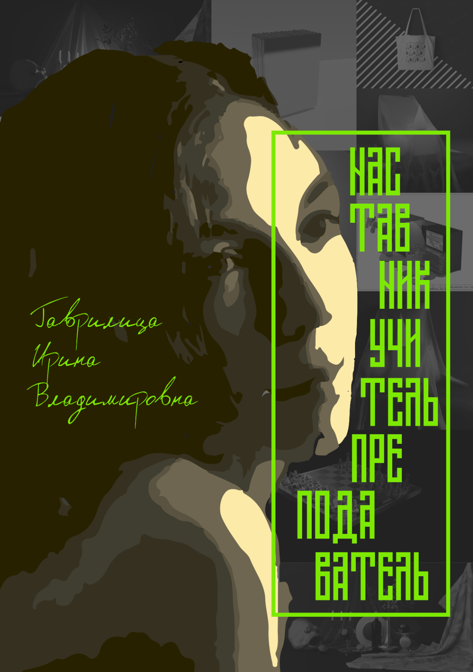 Гаврилица
Ирина
Владимировна
НАС
ТАВ
НИК
УЧИ
ТЕЛЬ
ПРЕ
ПОДА
ВАТЕЛЬ